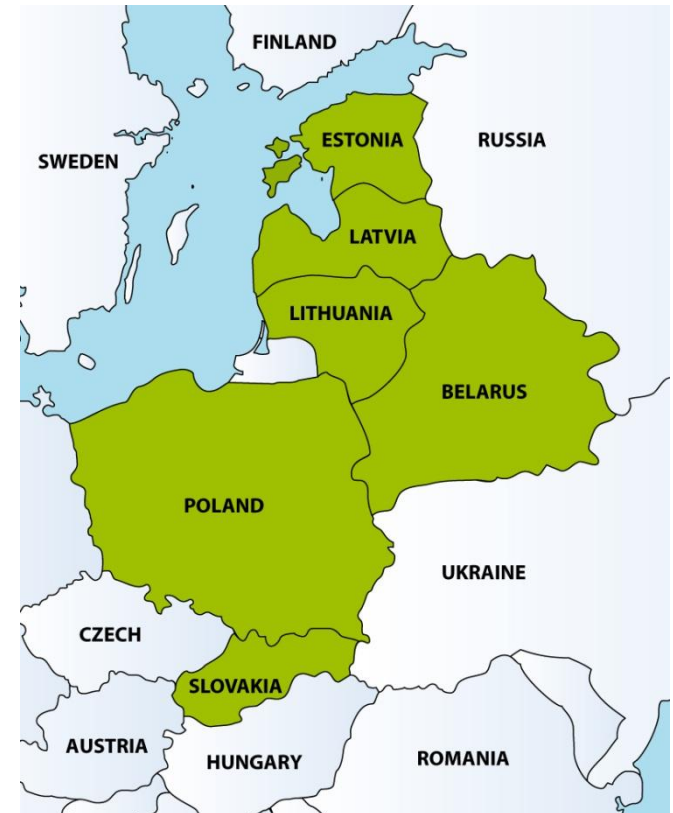 FINLAND
SWEDEN
ESTONIA
RUSSIA
LATVIA
LITHUANIA
BELARUS
POLAND
UKRAINE
CZECH
SLOVAKIA
AUSTRIA
HUNGARY
ROMANIA